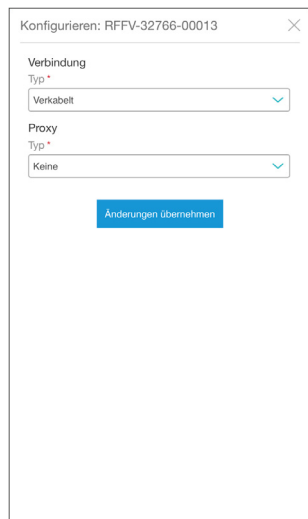 Konfigurieren: RFFV-32766-00013
Verbindung
Typ *
Verkabelt
Proxy
Typ *
Keine
Änderungen übernehmen